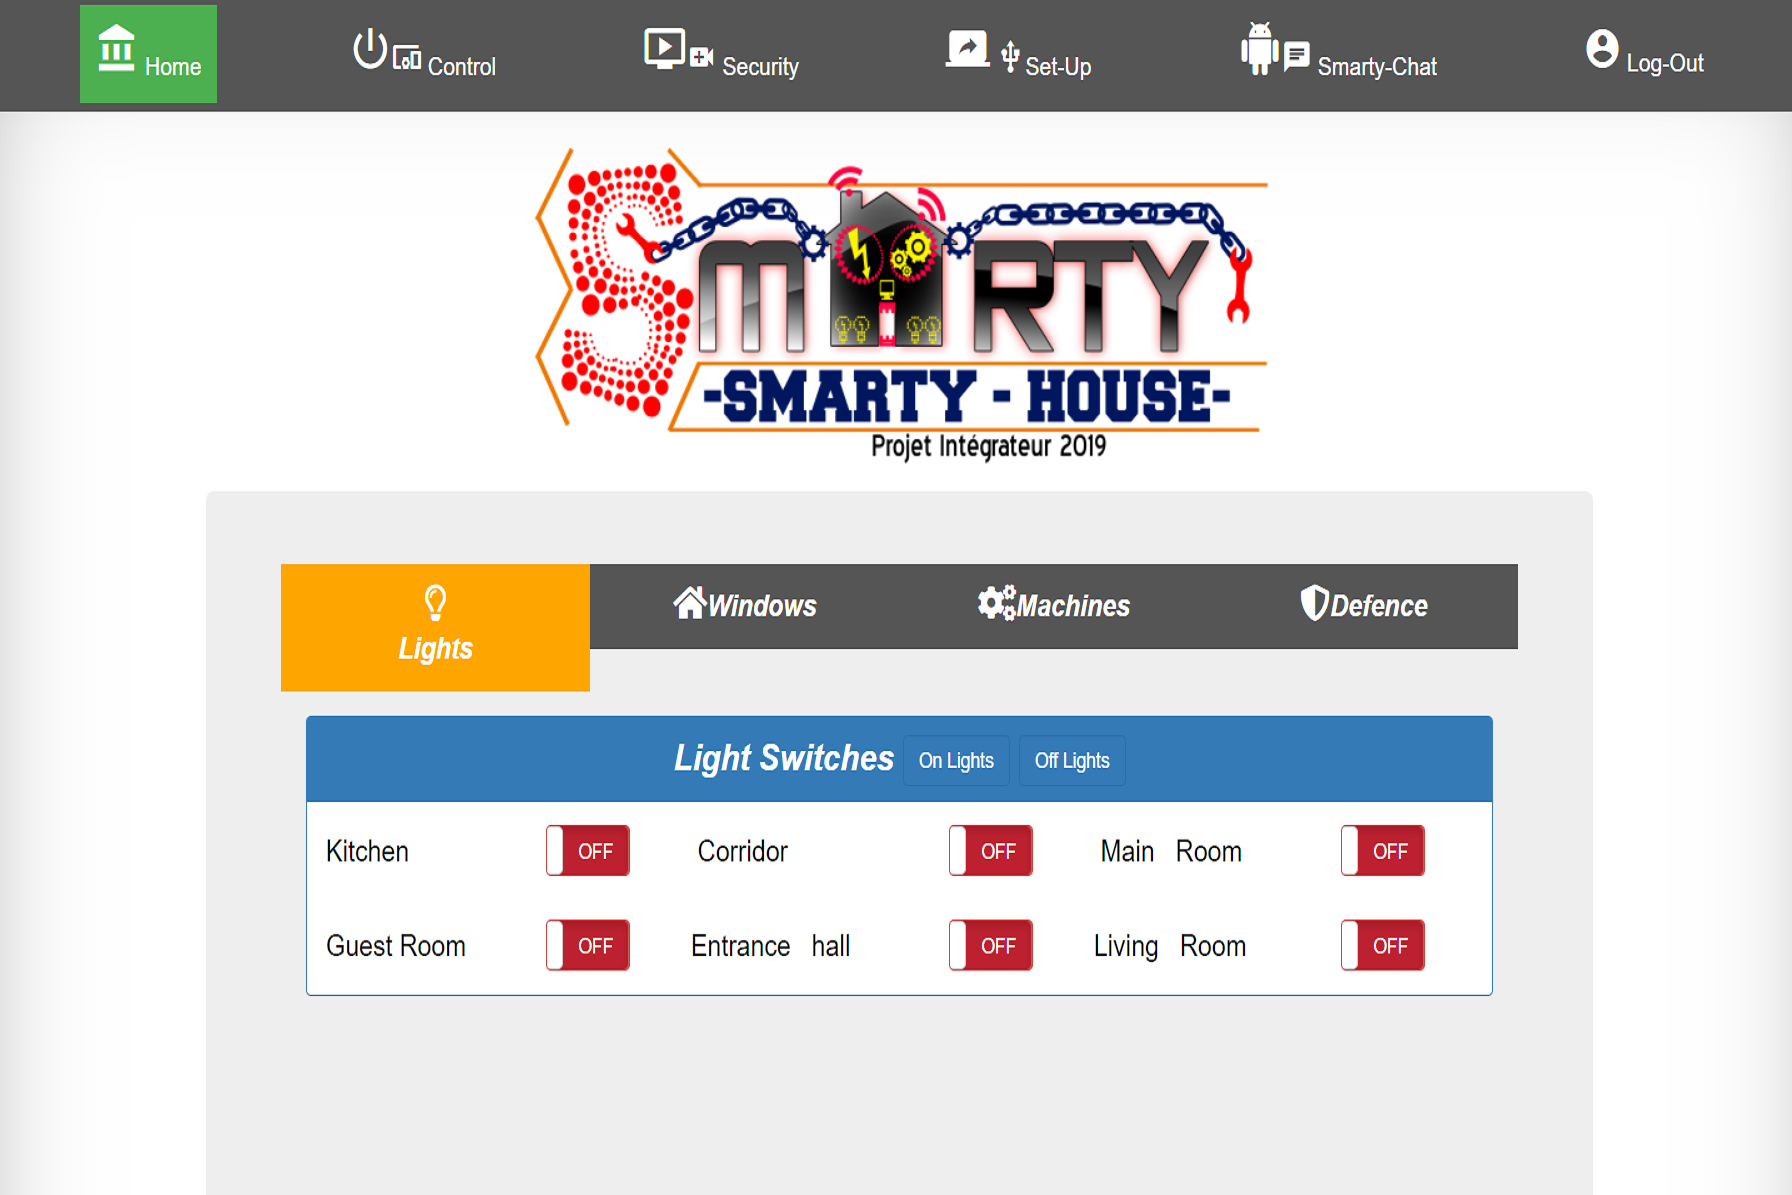 Home Control Security Set-Up Smarty-Chat Log-Out
SMARTY
-SMARTY - HOUSE-
Projet Intégrateur 2019
Lights Windows Machines Defence
Light Switches On Lights Off Lights
Kitchen OFF Corridor OFF Main Room OFF
Guest Room OFF Entrance hall OFF Living Room OFF